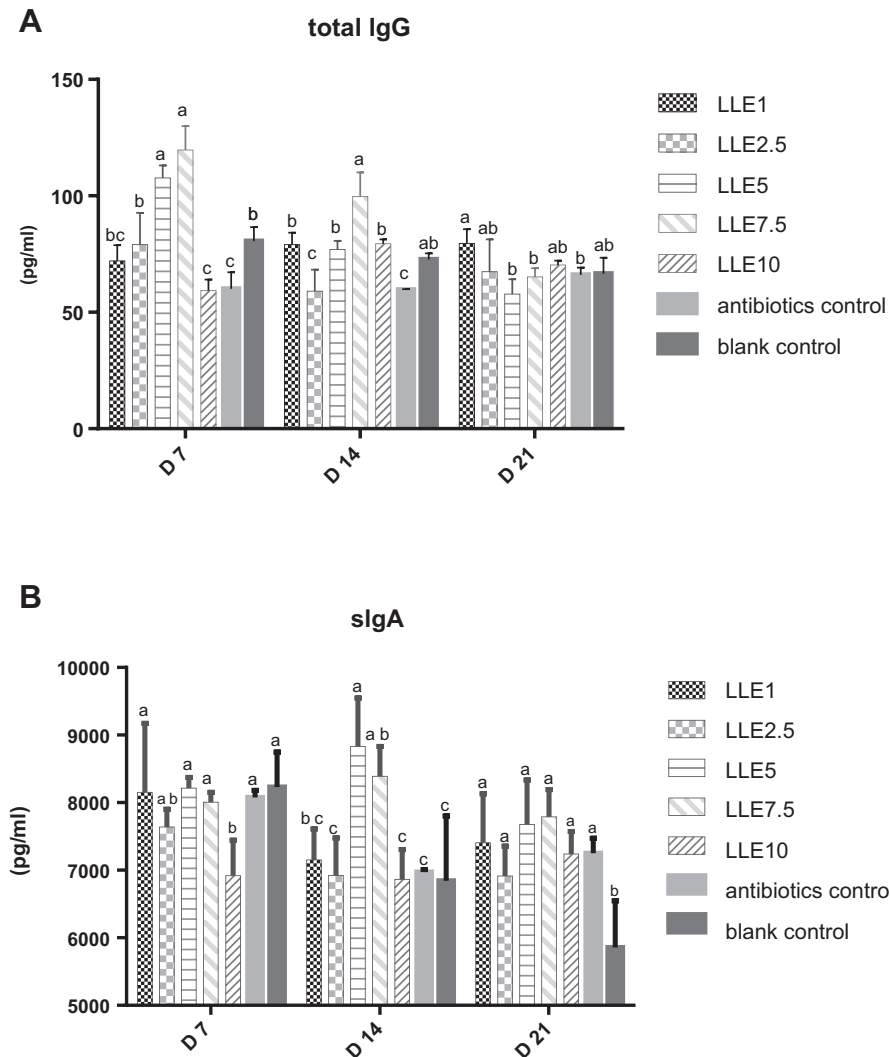 A
total IgG
150
100
50
0
(pg/ml)
bc b a a c c b
b c b a b c ab
a ab b b ab b ab
D 7 D 14 D 21
LLE1
LLE2.5
LLE5
LLE7.5
LLE10
antibiotics control
blank control
B
sIgA
10000
9000
8000
7000
6000
5000
(pg/ml)
a a b a a b a a
b c c a a b c c c
a a a a a a b
D 7 D 14 D 21
LLE1
LLE2.5
LLE5
LLE7.5
LLE10
antibiotics contro
blank control